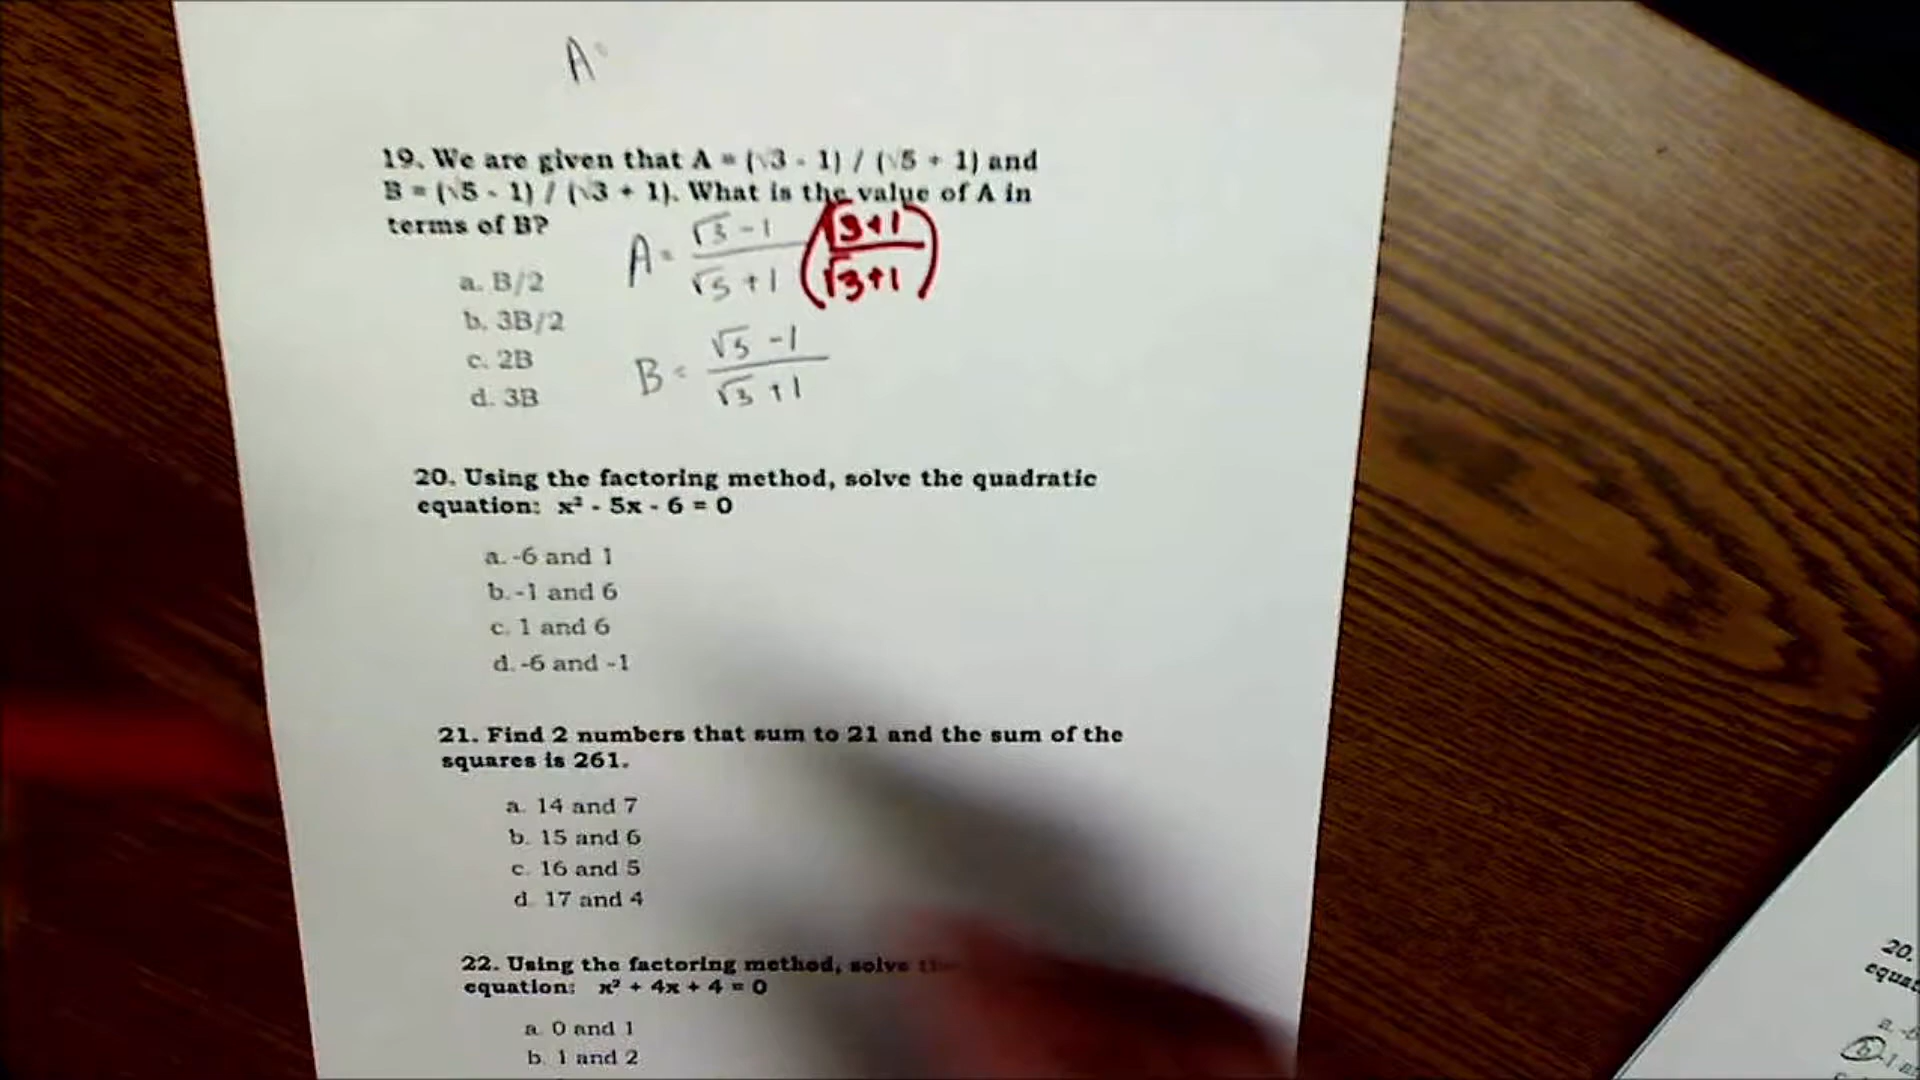 A=
19. We are given that A = (√3 - 1) / (√5 + 1) and
B = (√5 - 1) / (√3 + 1). What is the value of A in
terms of B?
A = √3 - 1 / √5 + 1 (√3+1 / √3+1)
a. B/2
b. 3B/2
c. 2B
d. 3B
B = √5 - 1 / √3 + 1
20. Using the factoring method, solve the quadratic
equation: x² - 5x - 6 = 0
a. -6 and 1
b. -1 and 6
c. 1 and 6
d. -6 and -1
21. Find 2 numbers that sum to 21 and the sum of the
squares is 261.
a. 14 and 7
b. 15 and 6
c. 16 and 5
d. 17 and 4
22. Using the factoring method, solve
equation: x² + 4x + 4 = 0
a. 0 and 1
b. 1 and 2
20.